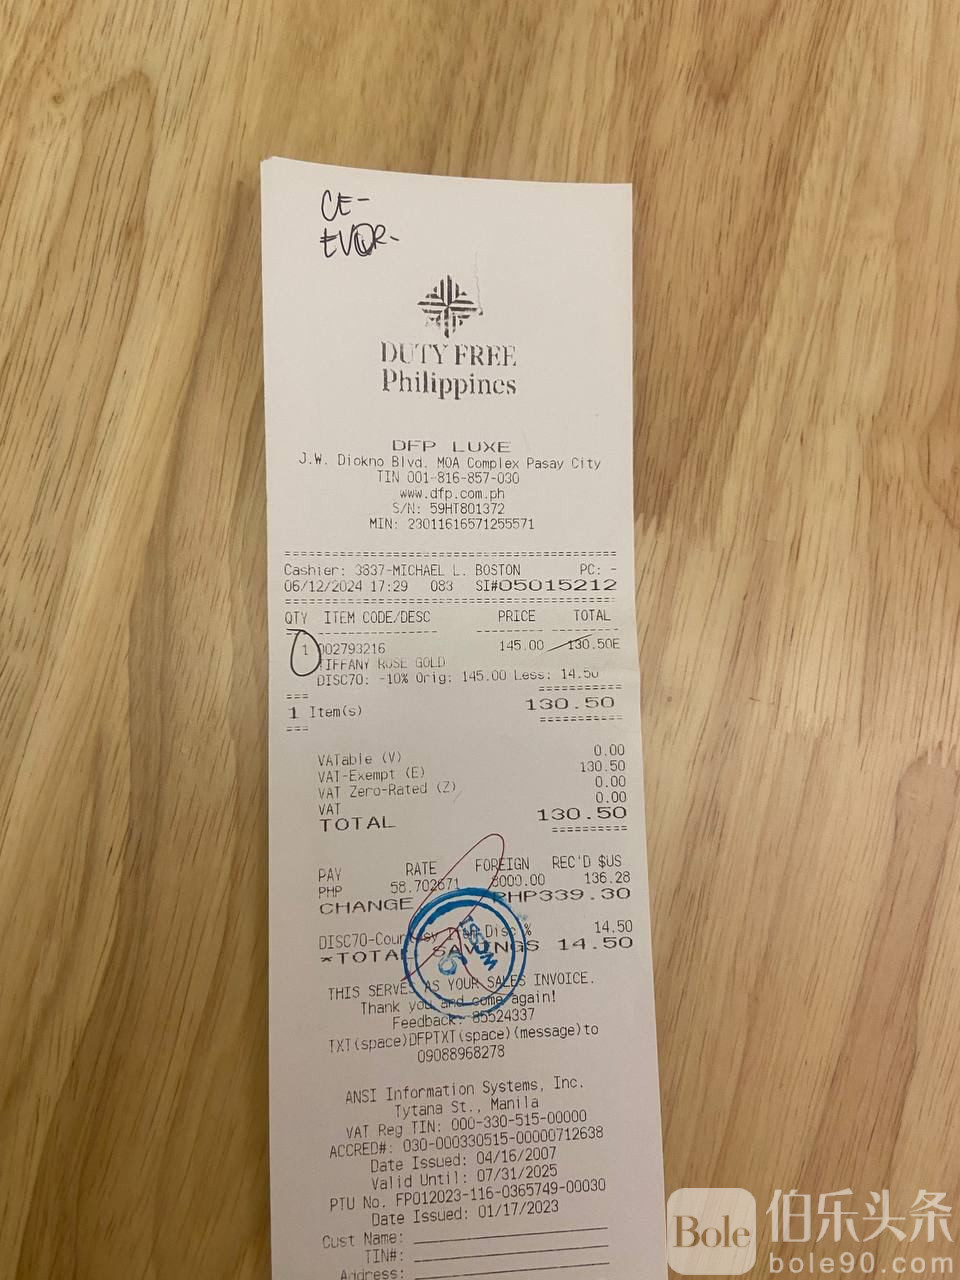 CE-
DUTY FREE
Philippines
DFP LUXE
J.W. Diokno Blvd. MOA Complex Pasay City
TIN 001-816-857-030
www.dfp.com.ph
S/N: 59HT801372
MIN: 23011616571255571
Cashier: 3837-MICHAEL L. BOSTON PC: -
06/12/2024 17:29 083 SI#05015212
QTY ITEM CODE/DESC PRICE TOTAL
1 002793216 145.00 130.50E
TIFFANY ROSE GOLD
DISC70: -10% Orig: 145.00 Less: 14.50
130.50
1 Item(s)
VATable (V) 0.00
VAT-Exempt (E) 130.50
VAT Zero-Rated (Z) 0.00
VAT 0.00
TOTAL 130.50
PAY RATE FOREIGN REC'D $US
PHP 58.702671 8000.00 136.28
CHANGE PHP339.30
DISC70-Courtesy Item Disc % 14.50
*TOTAL SAVINGS 14.50
THIS SERVES AS YOUR SALES INVOICE.
Thank you and come again!
Feedback: 85524337
TXT(space)DFPTXT(space)(message)to
09088968278
ANSI Information Systems, Inc.
Tytana St., Manila
VAT Reg TIN: 000-330-515-00000
ACCRED#: 030-000330515-00000712638
Date Issued: 04/16/2007
Valid Until: 07/31/2025
PTU No. FP012023-116-0365749-00030
Date Issued: 01/17/2023
Cust Name:
TIN#:
Address:
Bole 伯乐头条
bole90.com